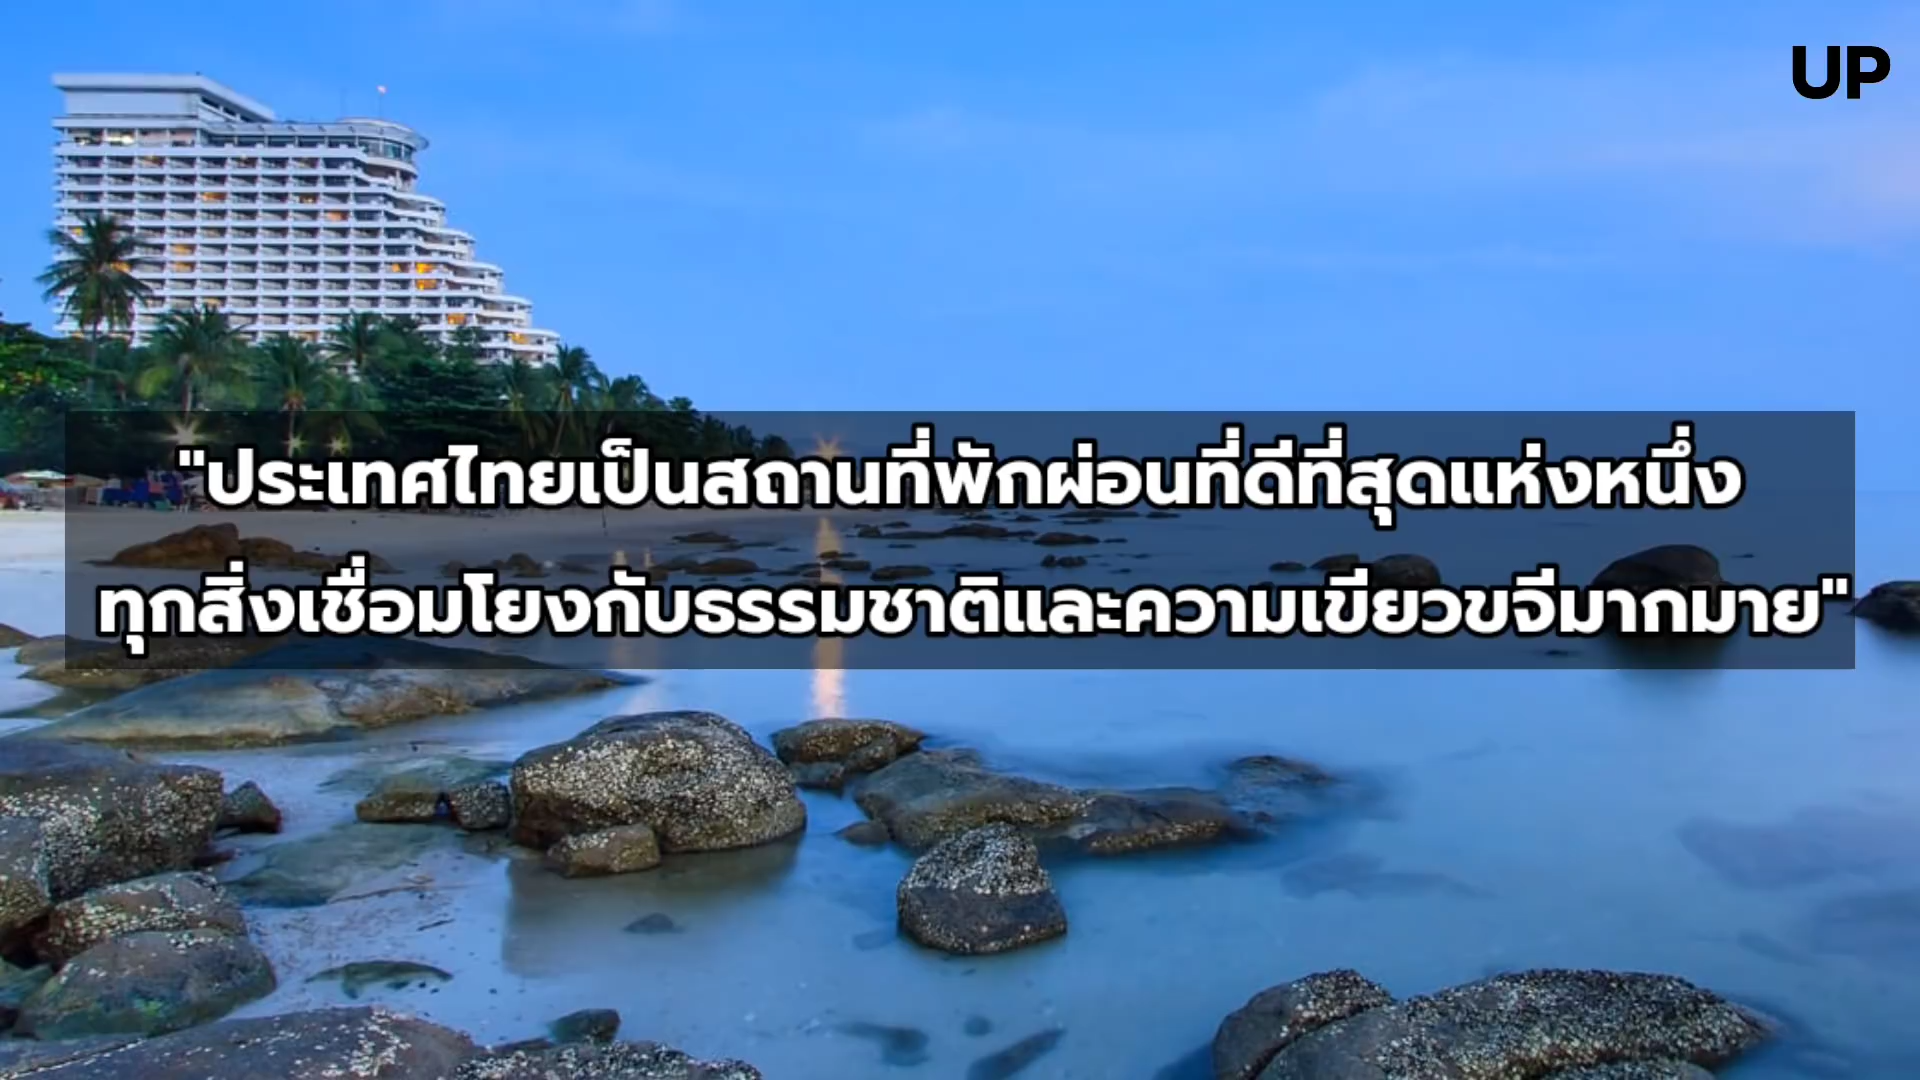 UP
"ประเทศไทยเป็นสถานที่พักผ่อนที่ดีที่สุดแห่งหนึ่ง
ทุกสิ่งเชื่อมโยงกับธรรมชาติและความเขียวขจีมากมาย"